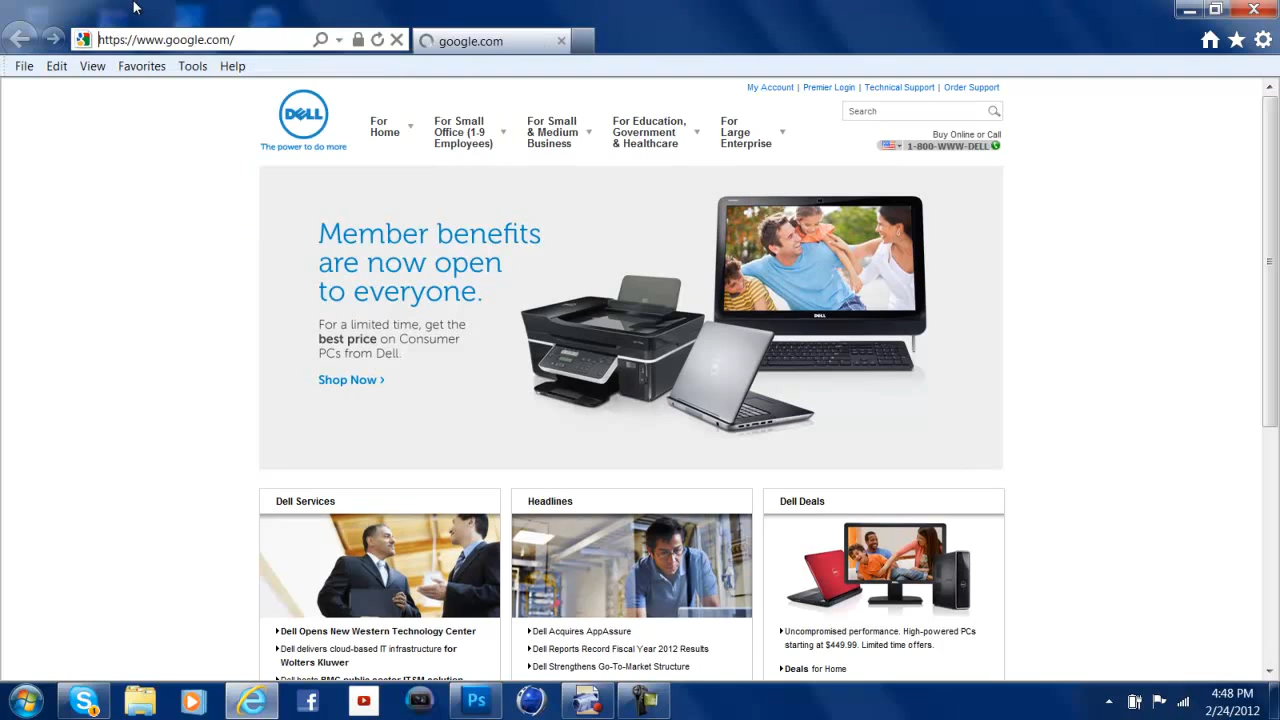 https://www.google.com/
google.com
File Edit View Favorites Tools Help
My Account | Premier Login | Technical Support | Order Support
DELL
The power to do more
For Home
For Small Office (1-9 Employees)
For Small & Medium Business
For Education, Government & Healthcare
For Large Enterprise
Search
Buy Online or Call
1-800-WWW-DELL
Member benefits
are now open
to everyone.
For a limited time, get the
best price on Consumer
PCs from Dell.
Shop Now ›
DELL
Dell Services
Headlines
Dell Deals
Dell Opens New Western Technology Center
Dell delivers cloud-based IT infrastructure for
Wolters Kluwer
Dell Acquires AppAssure
Dell Reports Record Fiscal Year 2012 Results
Dell Strengthens Go-To-Market Structure
Uncompromised performance. High-powered PCs
starting at $449.99. Limited time offers.
Deals for Home
Ps
4:48 PM
2/24/2012